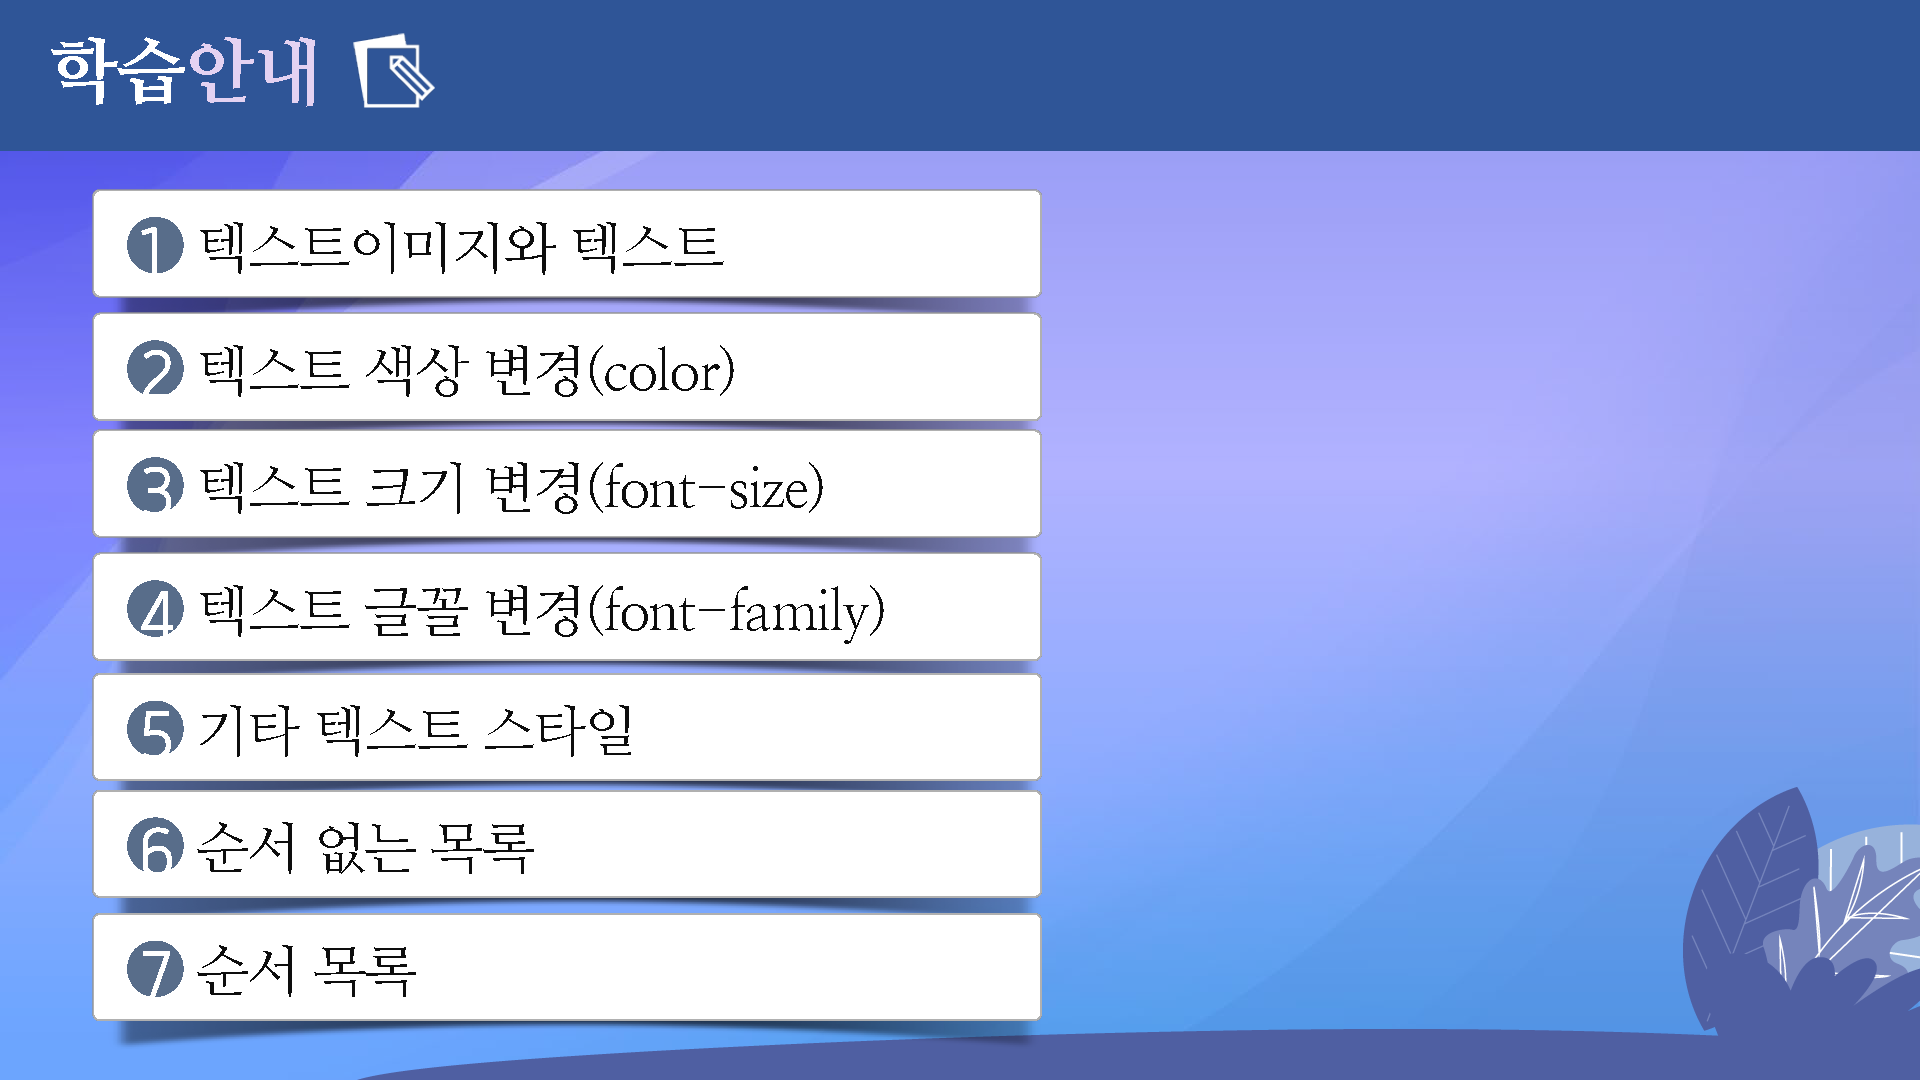 학습안내
❶ 텍스트이미지와 텍스트
❷ 텍스트 색상 변경(color)
❸ 텍스트 크기 변경(font-size)
❹ 텍스트 글꼴 변경(font-family)
❺ 기타 텍스트 스타일
❻ 순서 없는 목록
❼ 순서 목록